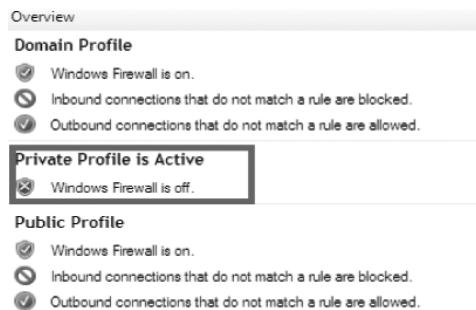 Overview
Domain Profile
Windows Firewall is on.
Inbound connections that do not match a rule are blocked.
Outbound connections that do not match a rule are allowed.
Private Profile is Active
Windows Firewall is off.
Public Profile
Windows Firewall is on.
Inbound connections that do not match a rule are blocked.
Outbound connections that do not match a rule are allowed.